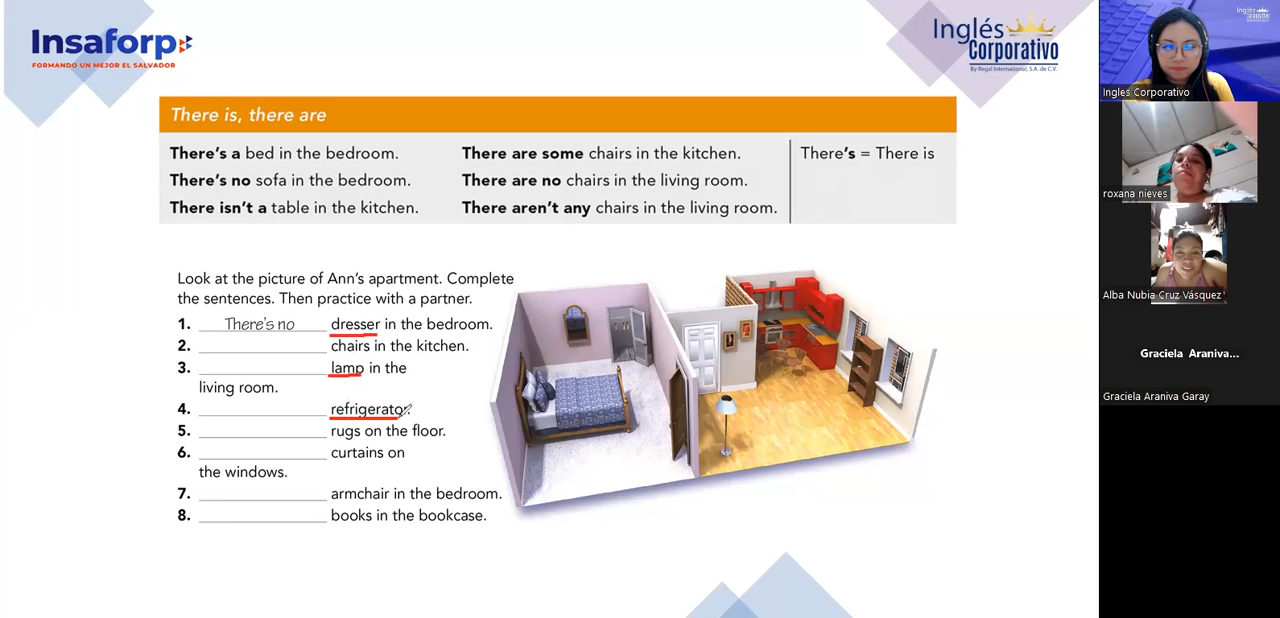 Insaforp
FORMANDO UN MEJOR EL SALVADOR
Inglés
Corporativo
By Regal International, S.A. de C.V.
There is, there are
There's a bed in the bedroom.
There's no sofa in the bedroom.
There isn't a table in the kitchen.
There are some chairs in the kitchen.
There are no chairs in the living room.
There aren't any chairs in the living room.
There's = There is
Look at the picture of Ann's apartment. Complete
the sentences. Then practice with a partner.
1. There's no dresser in the bedroom.
2. chairs in the kitchen.
3. lamp in the
living room.
4. refrigerator.
5. rugs on the floor.
6. curtains on
the windows.
7. armchair in the bedroom.
8. books in the bookcase.
Ingles Corporativo
roxana nieves
Alba Nubia Cruz Vásquez
Graciela Araniva...
Graciela Araniva Garay